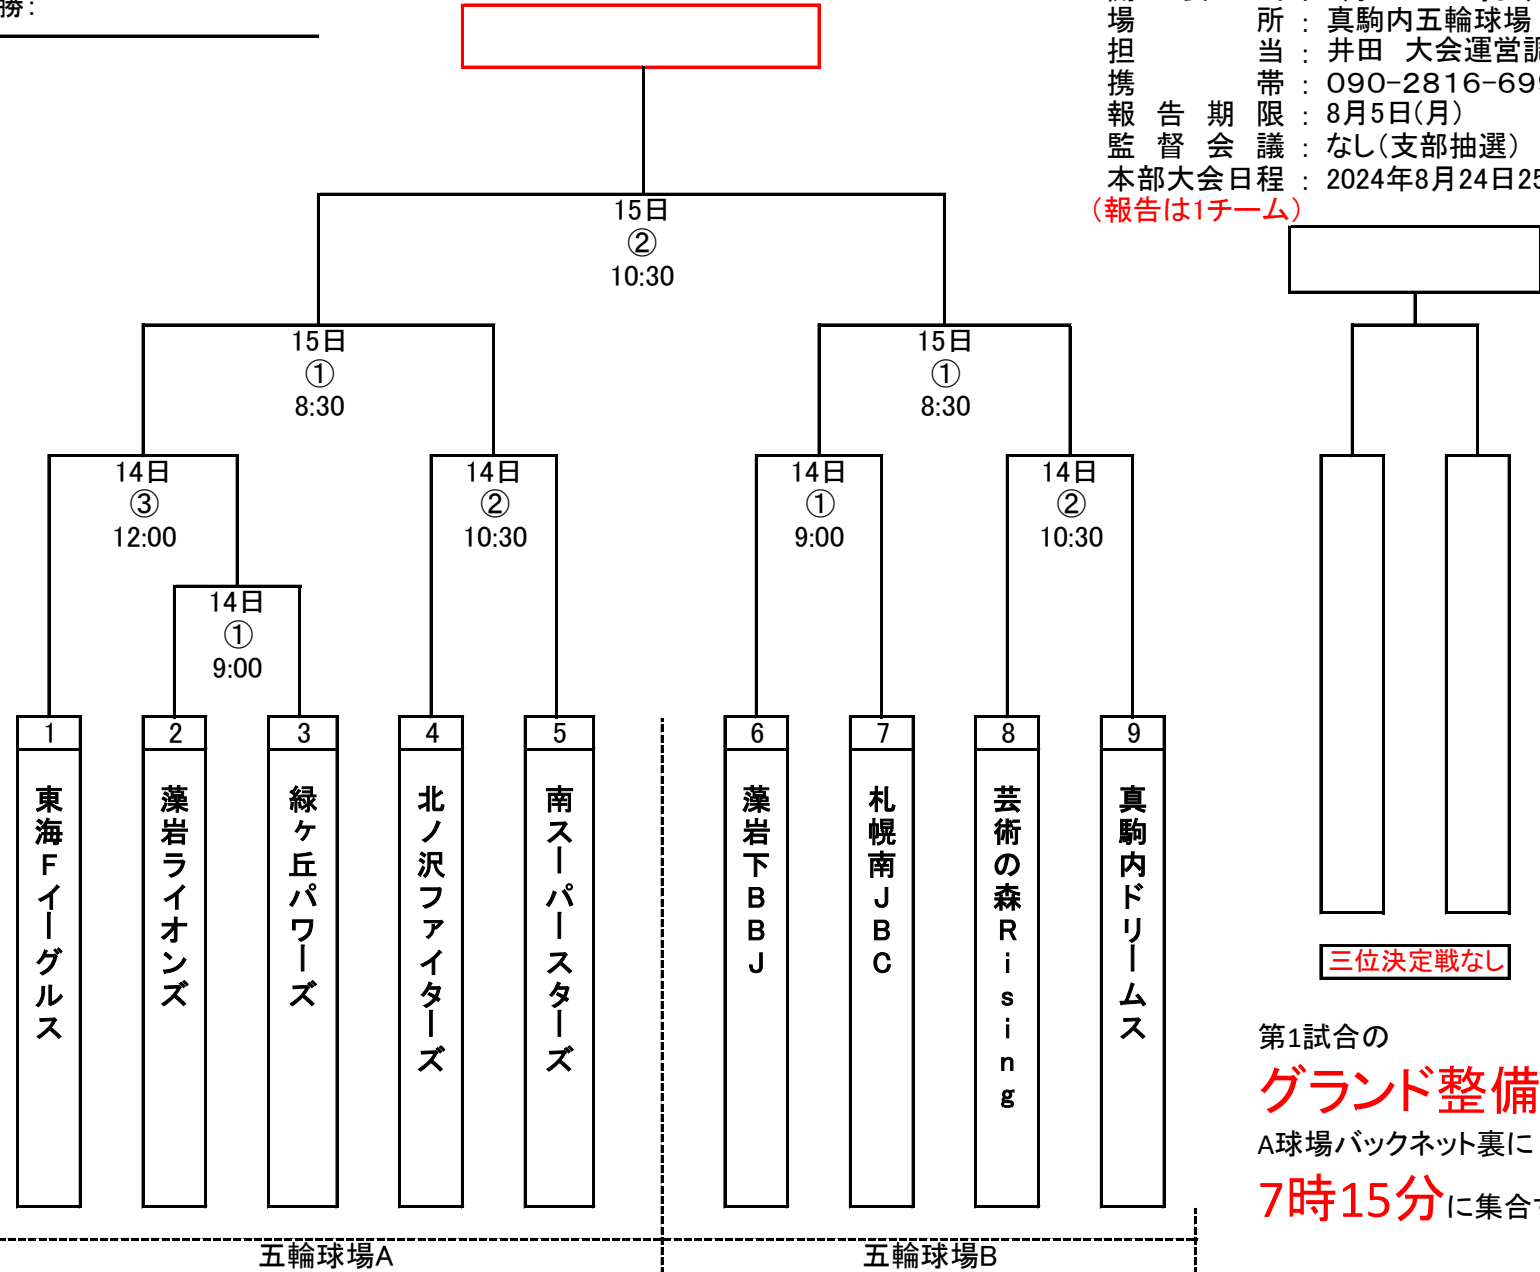 勝：
場所：真駒内五輪球場
担当：井田 大会運営
携帯：090-2816-69
報告期限：8月5日(月)
監督会議：なし(支部抽選)
本部大会日程：2024年8月24日25
(報告は1チーム)
15日
②
10:30
15日
①
8:30
15日
①
8:30
14日
③
12:00
14日
②
10:30
14日
①
9:00
14日
②
10:30
14日
①
9:00
1
2
3
4
5
6
7
8
9
東海Fイーグルス
藻岩ライオンズ
緑ヶ丘パワーズ
北ノ沢ファイターズ
南スーパースターズ
藻岩下BBJ
札幌南JBC
芸術の森Rising
真駒内ドリームス
三位決定戦なし
第1試合の
グランド整備
A球場バックネット裏に
7時15分に集合
五輪球場A
五輪球場B